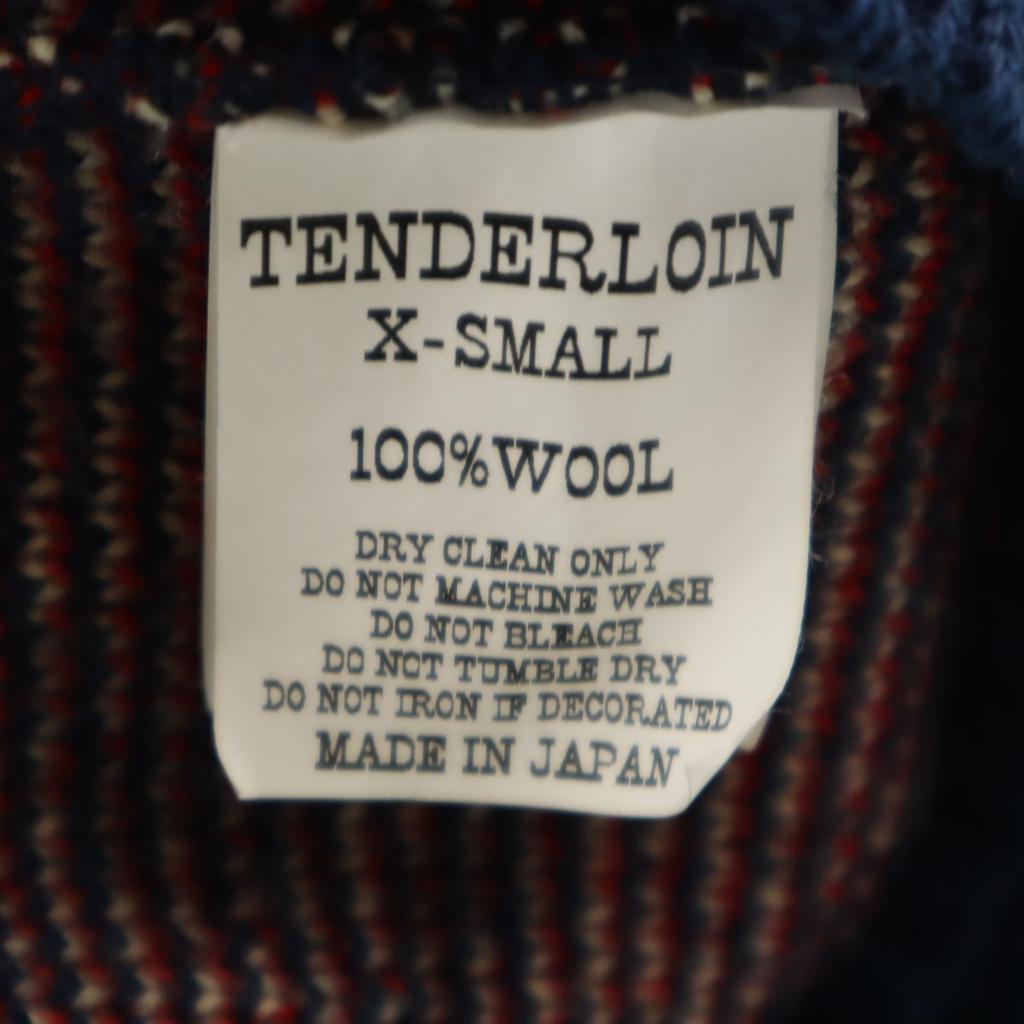 TENDERLOIN
X-SMALL
100%WOOL
DRY CLEAN ONLY
DO NOT MACHINE WASH
DO NOT BLEACH
DO NOT TUMBLE DRY
DO NOT IRON IF DECORATED
MADE IN JAPAN